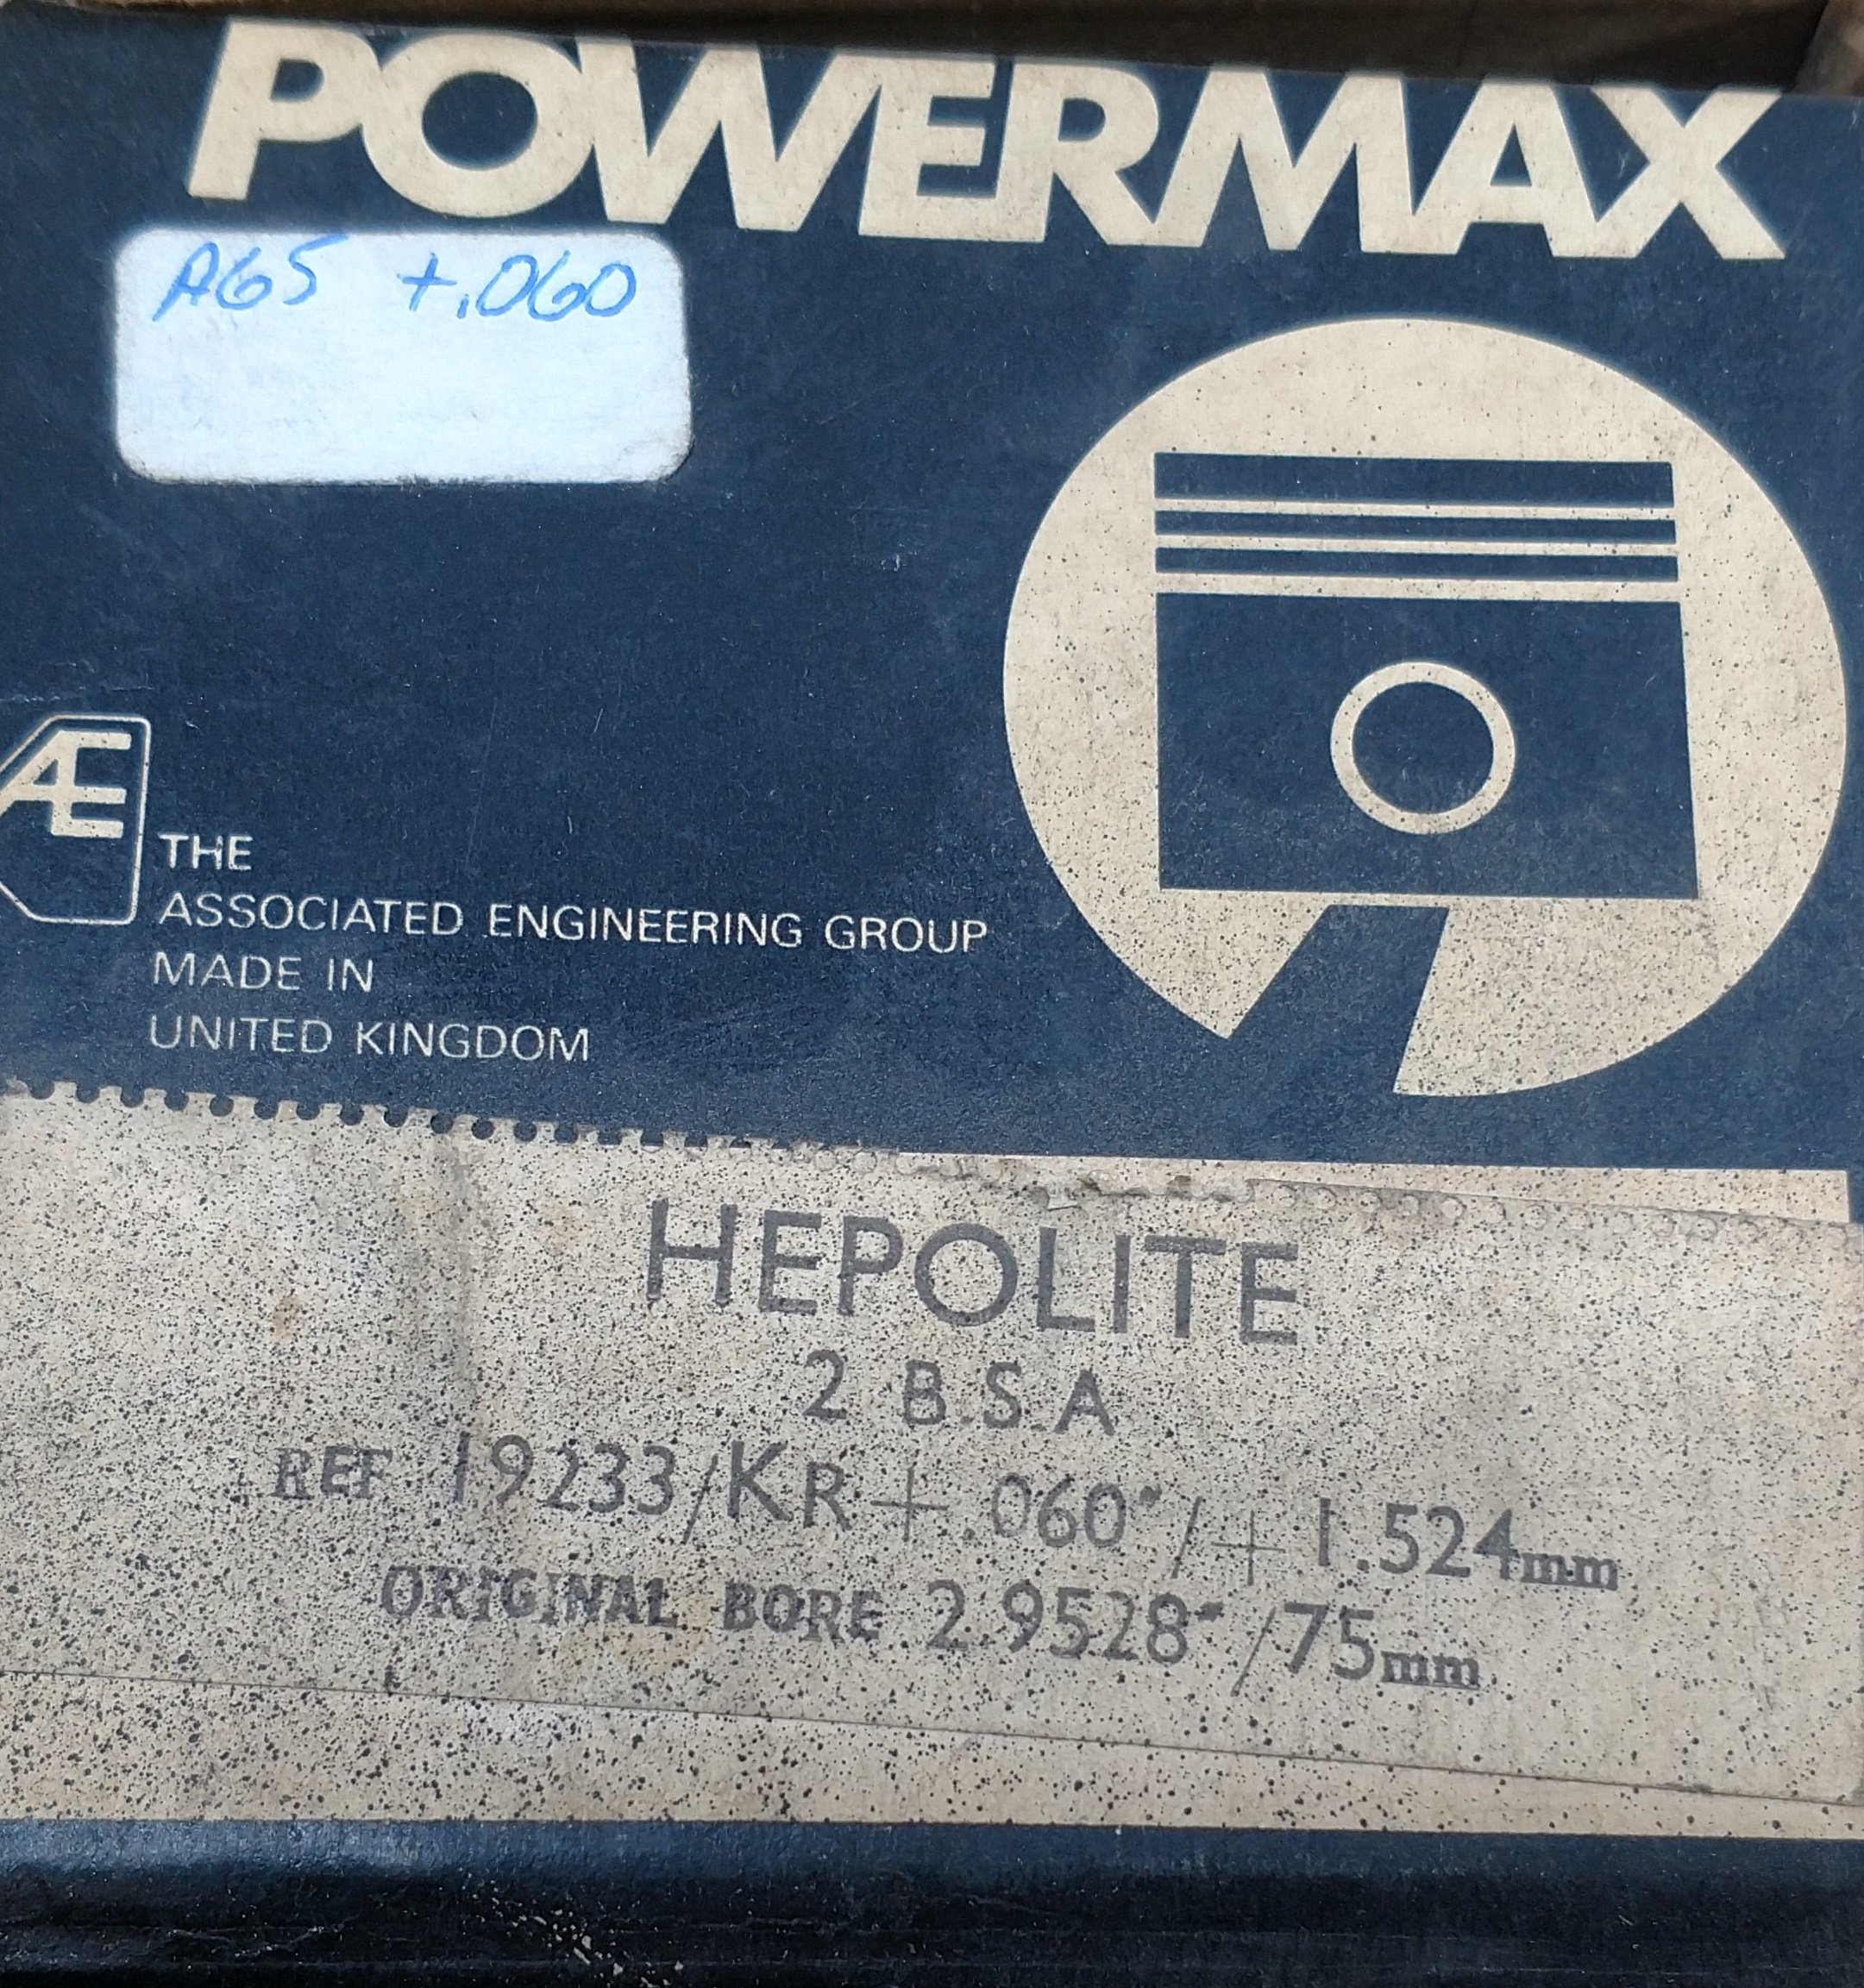 POWERMAX
A65 +.060
Æ
THE
ASSOCIATED ENGINEERING GROUP
MADE IN
UNITED KINGDOM
HEPOLITE
2 B.S.A
REF 19233/KR +.060"/+1.524mm
ORIGINAL BORE 2.9528"/75mm